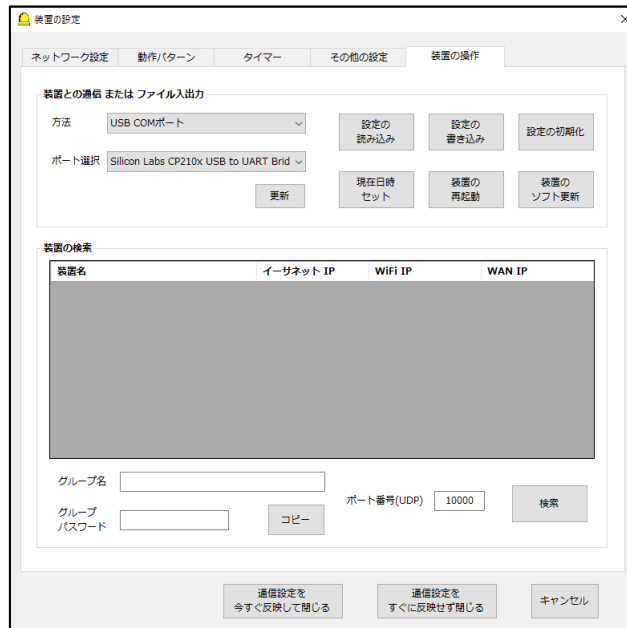 装置の設定
ネットワーク設定 動作パターン タイマー その他の設定 装置の操作
装置との通信 または ファイル入出力
方法 USB COMポート
ポート選択 Silicon Labs CP210x USB to UART Brid
更新
設定の
読み込み
設定の
書き込み
設定の初期化
現在日時
セット
装置の
再起動
装置の
ソフト更新
装置の検索
装置名 イーサネット IP WiFi IP WAN IP
グループ名
グループ
パスワード
コピー
ポート番号(UDP) 10000
検索
通信設定を
今すぐ反映して閉じる
通信設定を
すぐに反映せず閉じる
キャンセル